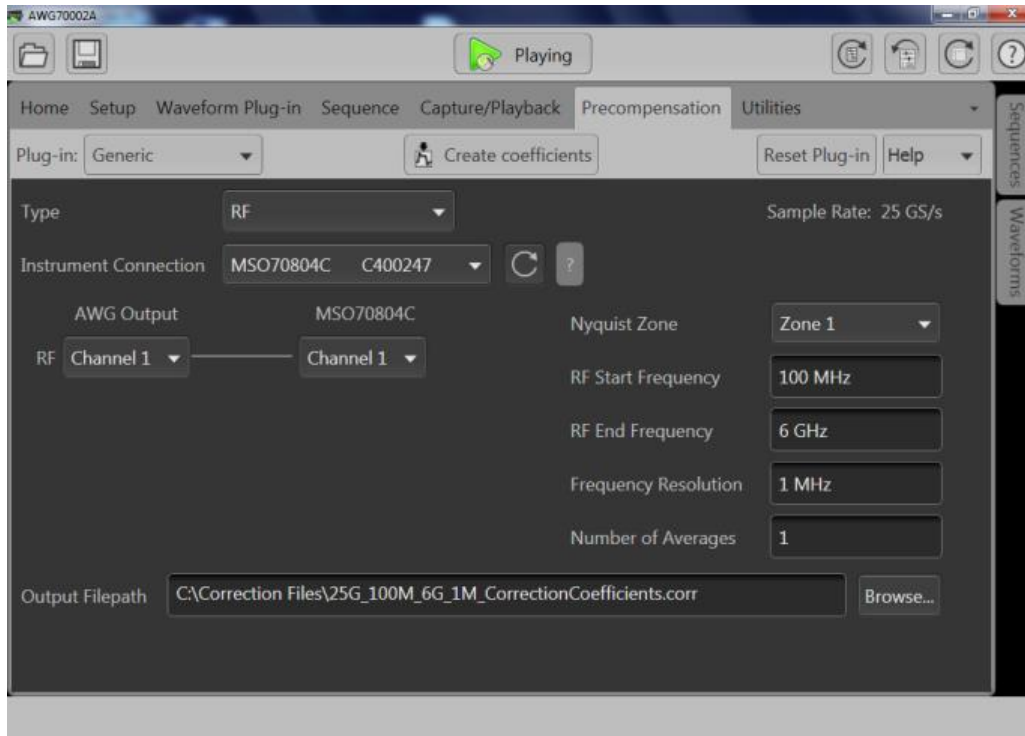 AWG70002A
Playing
?
Home Setup Waveform Plug-in Sequence Capture/Playback Precompensation Utilities
Plug-in: Generic Create coefficients Reset Plug-in Help
Type RF Sample Rate: 25 GS/s
Instrument Connection MSO70804C C400247 ?
AWG Output MSO70804C
RF Channel 1 Channel 1
Nyquist Zone Zone 1
RF Start Frequency 100 MHz
RF End Frequency 6 GHz
Frequency Resolution 1 MHz
Number of Averages 1
Output Filepath C:\Correction Files\25G_100M_6G_1M_CorrectionCoefficients.corr Browse...
Sequences
Waveforms